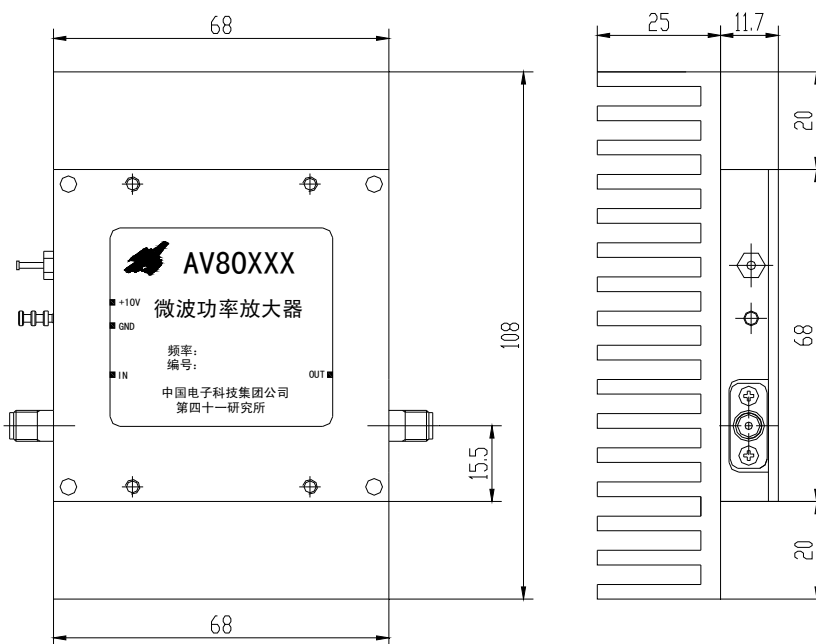 68
25
11.7
20
AV80XXX
+10V
微波功率放大器
GND
108
68
频率:
编号:
IN
OUT
中国电子科技集团公司
第四十一研究所
15.5
20
68